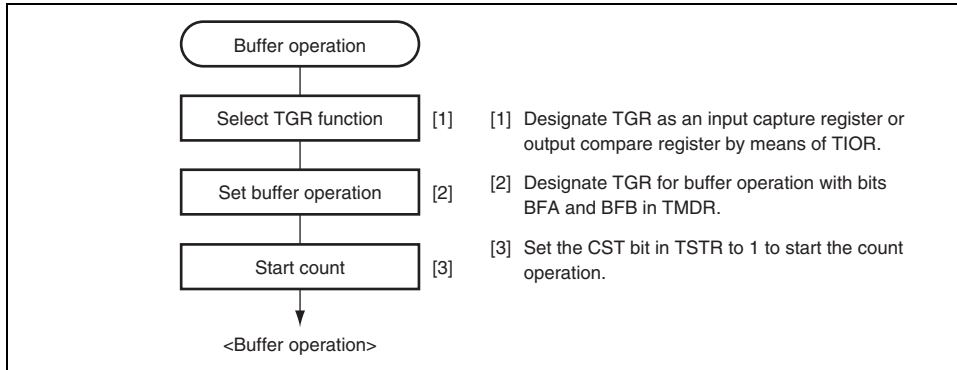 Buffer operation
Select TGR function
[1]
Set buffer operation
[2]
Start count
[3]
<Buffer operation>
[1] Designate TGR as an input capture register or
output compare register by means of TIOR.
[2] Designate TGR for buffer operation with bits
BFA and BFB in TMDR.
[3] Set the CST bit in TSTR to 1 to start the count
operation.